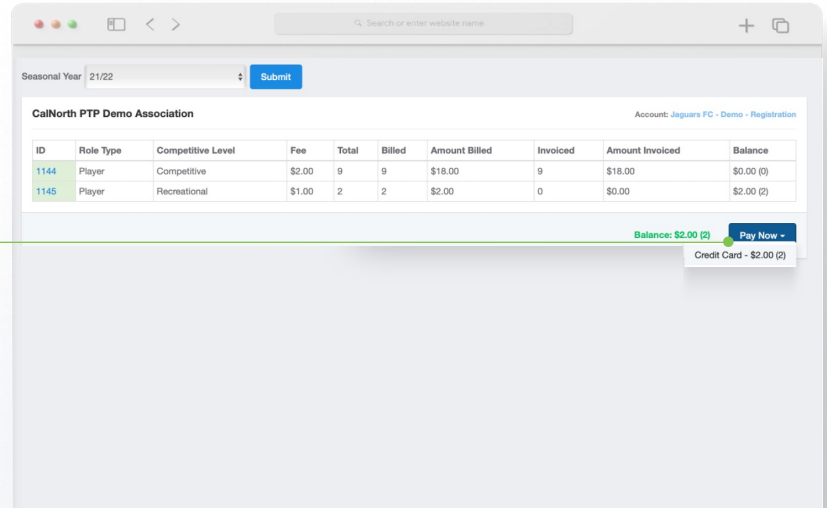 Search or enter website name
Seasonal Year 21/22 Submit
CalNorth PTP Demo Association Account: Jaguars FC - Demo - Registration
ID Role Type Competitive Level Fee Total Billed Amount Billed Invoiced Amount Invoiced Balance
1144 Player Competitive $2.00 9 9 $18.00 9 $18.00 $0.00 (0)
1145 Player Recreational $1.00 2 2 $2.00 0 $0.00 $2.00 (2)
Balance: $2.00 (2) Pay Now
Credit Card - $2.00 (2)